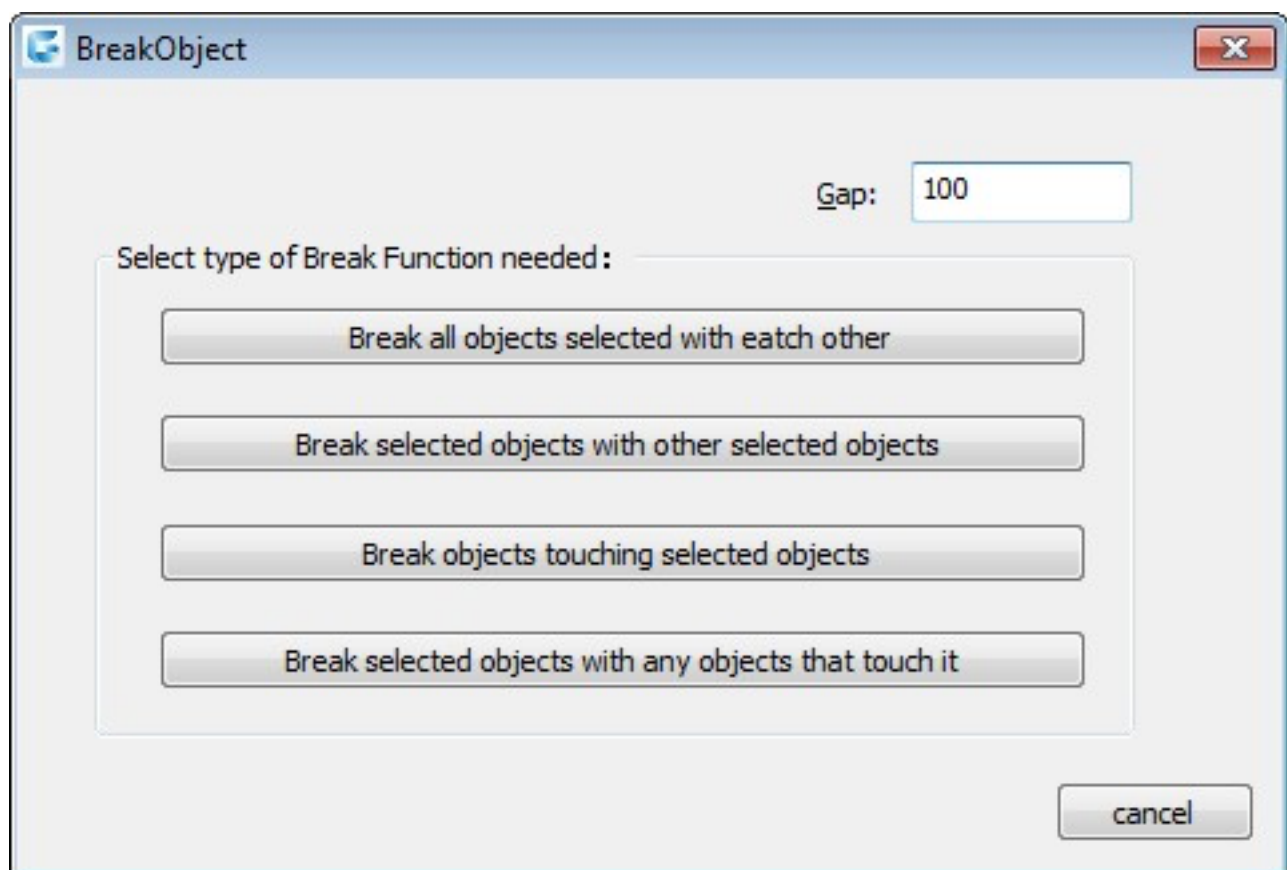 BreakObject
Gap: 100
Select type of Break Function needed:
Break all objects selected with eatch other
Break selected objects with other selected objects
Break objects touching selected objects
Break selected objects with any objects that touch it
cancel